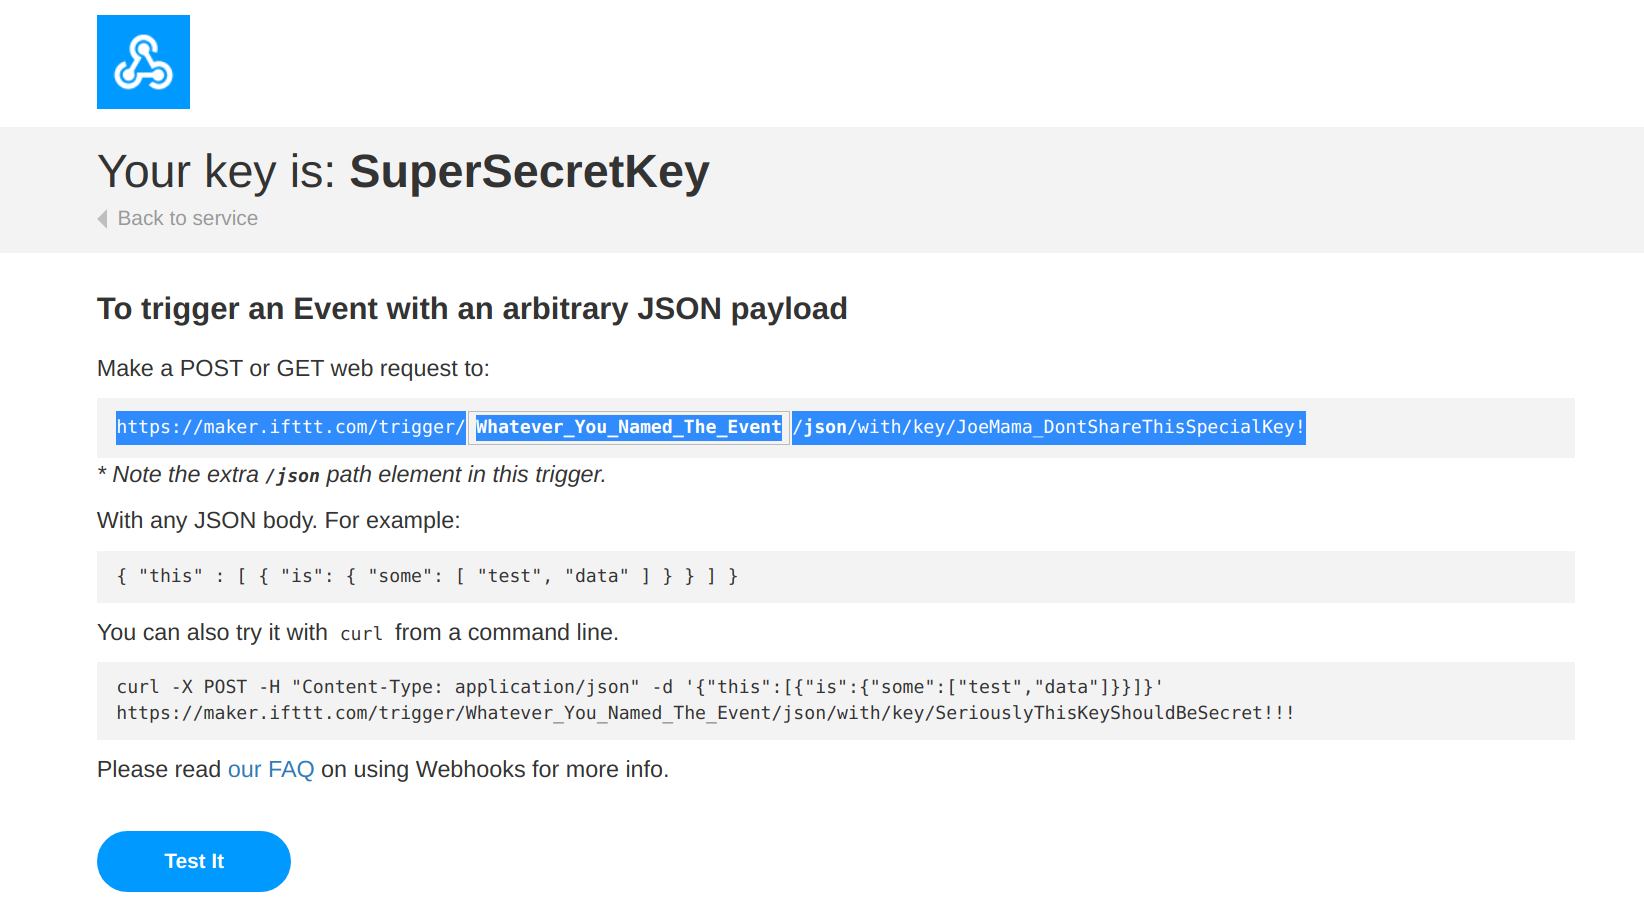 Your key is: SuperSecretKey
Back to service
To trigger an Event with an arbitrary JSON payload
Make a POST or GET web request to:
https://maker.ifttt.com/trigger/ Whatever_You_Named_The_Event /json/with/key/JoeMama_DontShareThisSpecialKey!
* Note the extra /json path element in this trigger.
With any JSON body. For example:
{ "this" : [ { "is": { "some": [ "test", "data" ] } } ] }
You can also try it with curl from a command line.
curl -X POST -H "Content-Type: application/json" -d '{"this":[{"is":{"some":["test","data"]}}]}'
https://maker.ifttt.com/trigger/Whatever_You_Named_The_Event/json/with/key/SeriouslyThisKeyShouldBeSecret!!!
Please read our FAQ on using Webhooks for more info.
Test It